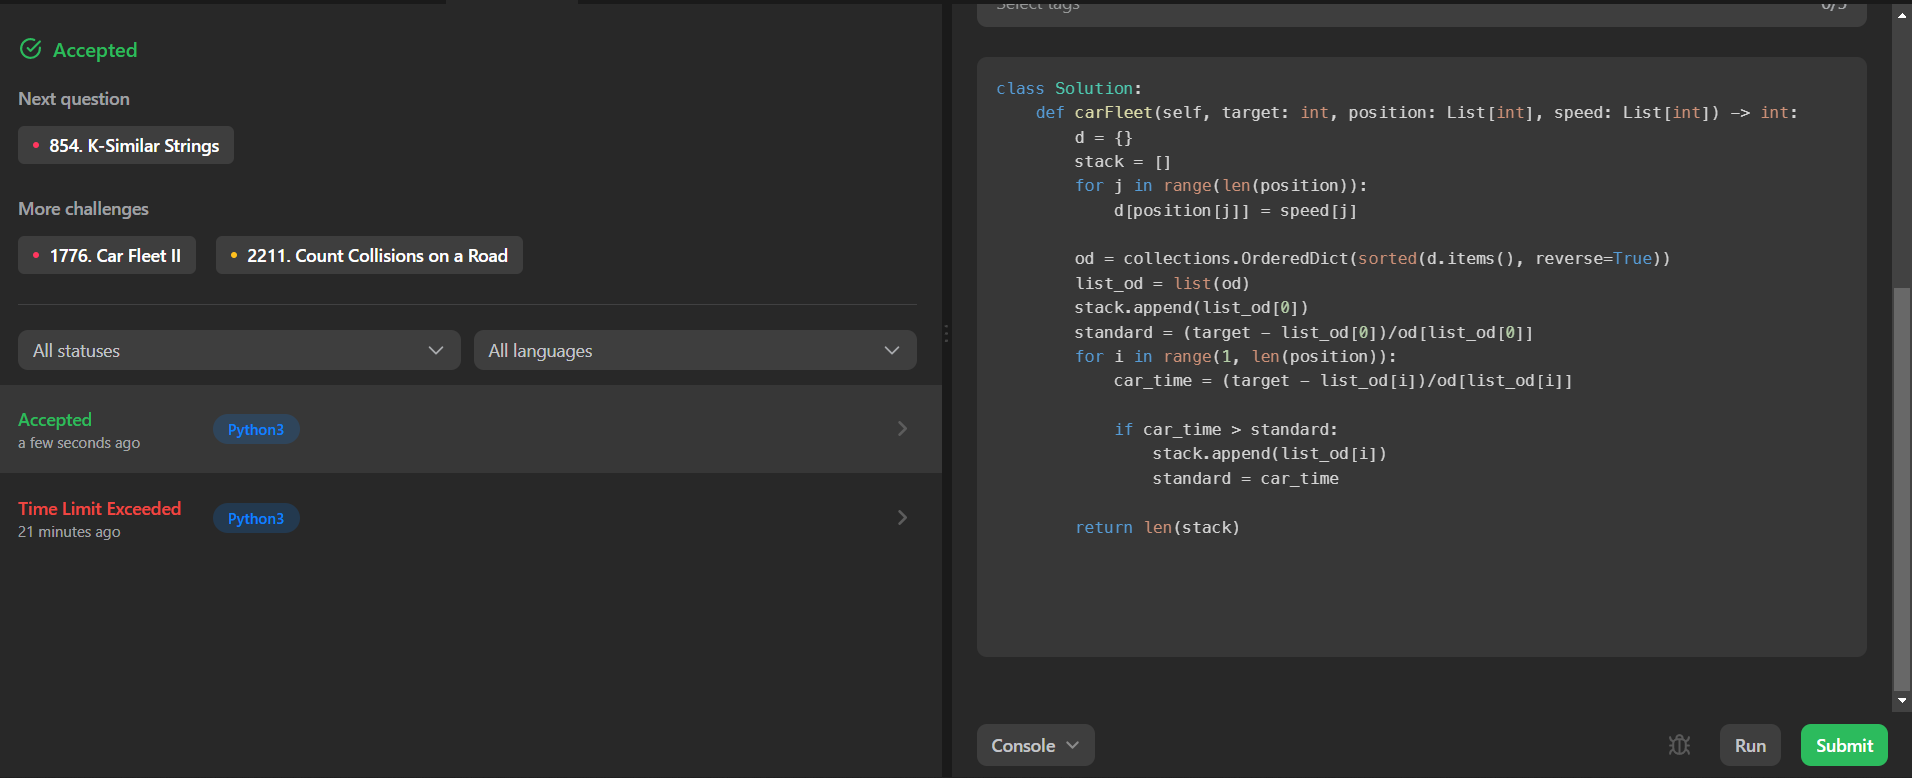 Accepted
Next question
854. K-Similar Strings
More challenges
1776. Car Fleet II
2211. Count Collisions on a Road
All statuses
All languages
Accepted
a few seconds ago
Python3
Time Limit Exceeded
21 minutes ago
Python3
Select tags
0/5
class Solution:
    def carFleet(self, target: int, position: List[int], speed: List[int]) -> int:
        d = {}
        stack = []
        for j in range(len(position)):
            d[position[j]] = speed[j]

        od = collections.OrderedDict(sorted(d.items(), reverse=True))
        list_od = list(od)
        stack.append(list_od[0])
        standard = (target - list_od[0])/od[list_od[0]]
        for i in range(1, len(position)):
            car_time = (target - list_od[i])/od[list_od[i]]

            if car_time > standard:
                stack.append(list_od[i])
                standard = car_time

        return len(stack)
Console
Run
Submit